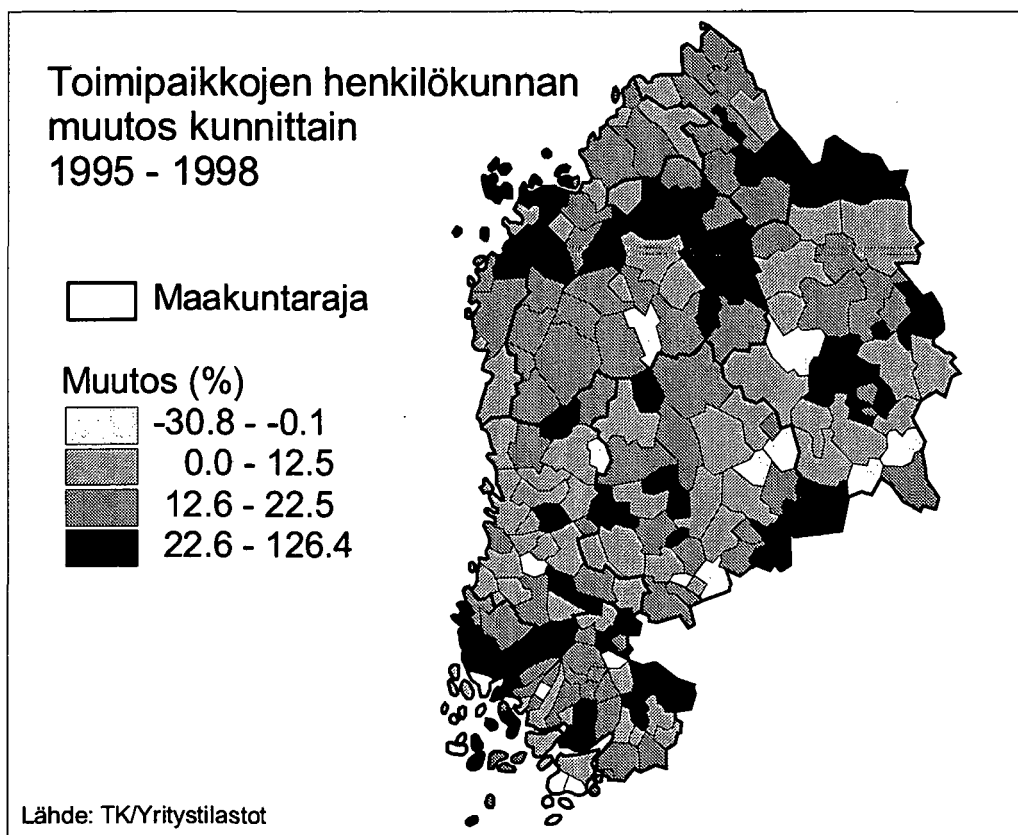 Toimipaikkojen henkilökunnan
muutos kunnittain
1995 - 1998
Maakuntaraja
Muutos (%)
-30.8 - -0.1
0.0 - 12.5
12.6 - 22.5
22.6 - 126.4
Lähde: TK/Yritystilastot